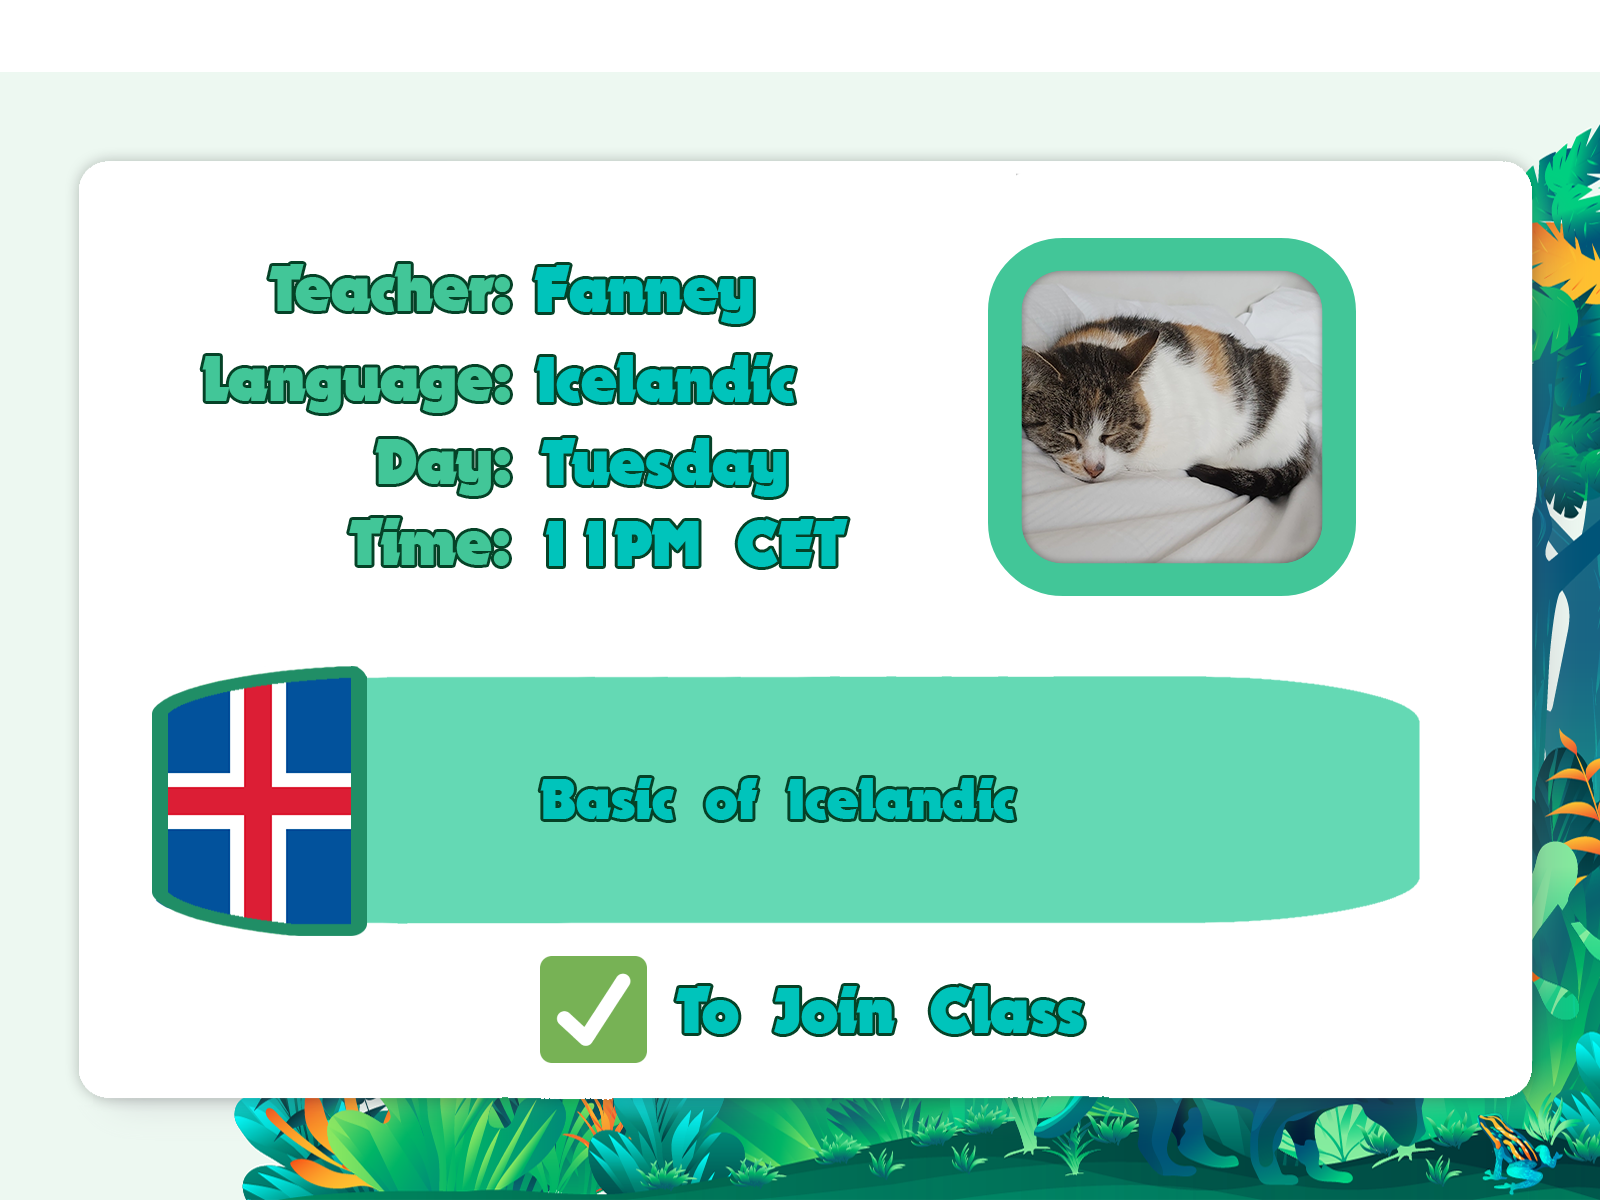 Teacher: Fanney
Language: Icelandic
Day: Tuesday
Time: 11PM CET
Basic of Icelandic
To Join Class